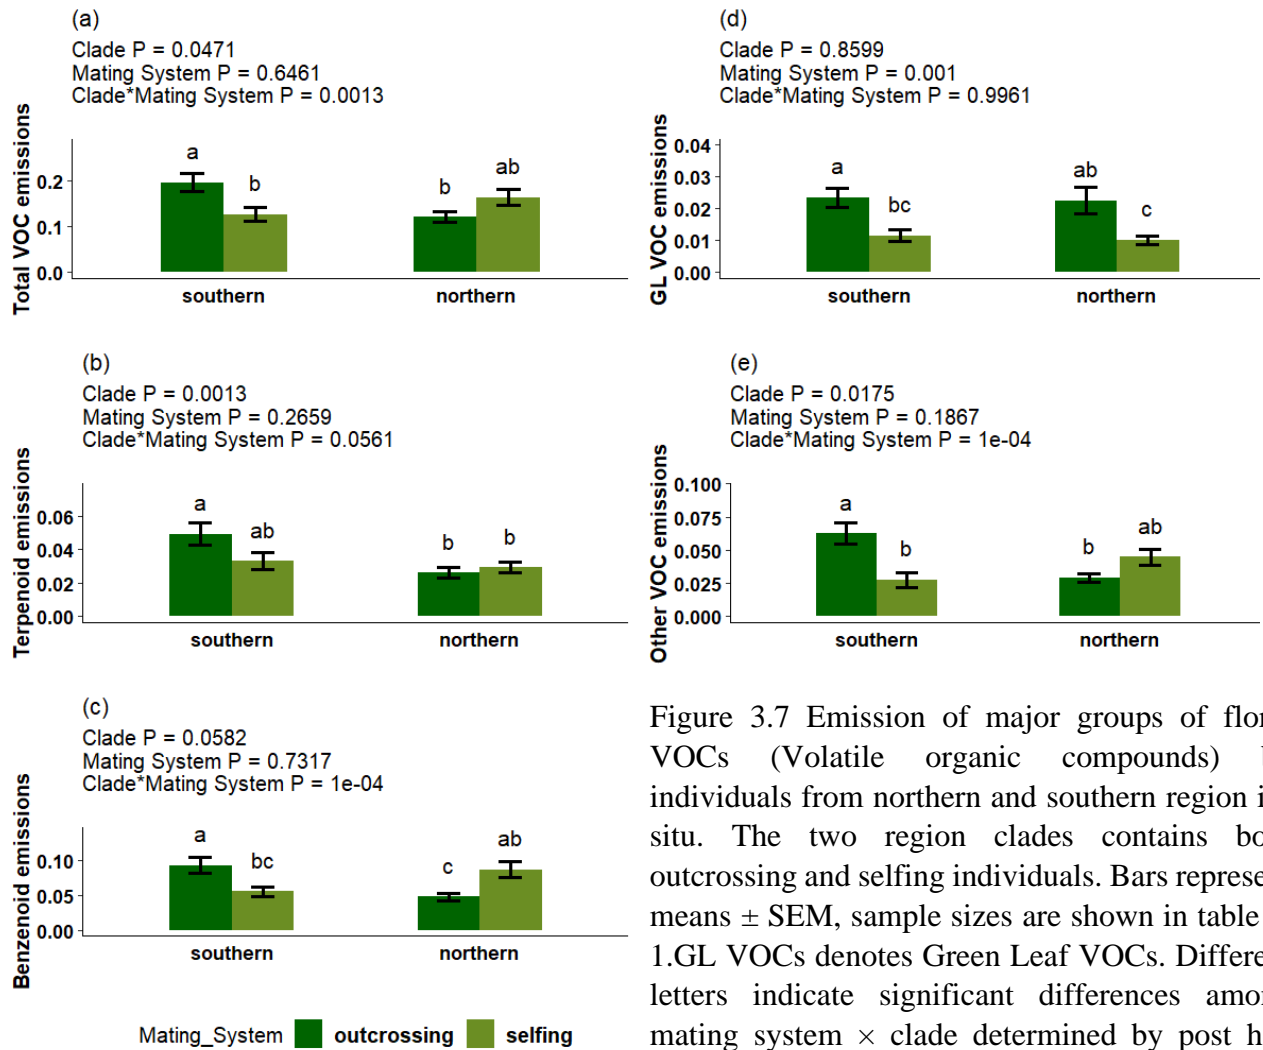 (a)
Clade P = 0.0471
Mating System P = 0.6461
Clade*Mating System P = 0.0013
Total VOC emissions
0.2
0.1
0.0
a
b
b
ab
southern
northern
(b)
Clade P = 0.0013
Mating System P = 0.2659
Clade*Mating System P = 0.0561
Terpenoid emissions
0.06
0.04
0.02
0.00
a
ab
b
b
southern
northern
(c)
Clade P = 0.0582
Mating System P = 0.7317
Clade*Mating System P = 1e-04
Benzenoid emissions
0.10
0.05
0.00
a
bc
c
ab
southern
northern
Mating_System outcrossing selfing
(d)
Clade P = 0.8599
Mating System P = 0.001
Clade*Mating System P = 0.9961
GL VOC emissions
0.04
0.03
0.02
0.01
0.00
a
bc
ab
c
southern
northern
(e)
Clade P = 0.0175
Mating System P = 0.1867
Clade*Mating System P = 1e-04
Other VOC emissions
0.100
0.075
0.050
0.025
0.000
a
b
b
ab
southern
northern
Figure 3.7 Emission of major groups of
VOCs (Volatile organic compounds)
individuals from northern and southern region
situ. The two region clades contains
outcrossing and selfing individuals. Bars
means ± SEM, sample sizes are shown in table
1.GL VOCs denotes Green Leaf VOCs.
letters indicate significant differences
mating system × clade determined by post